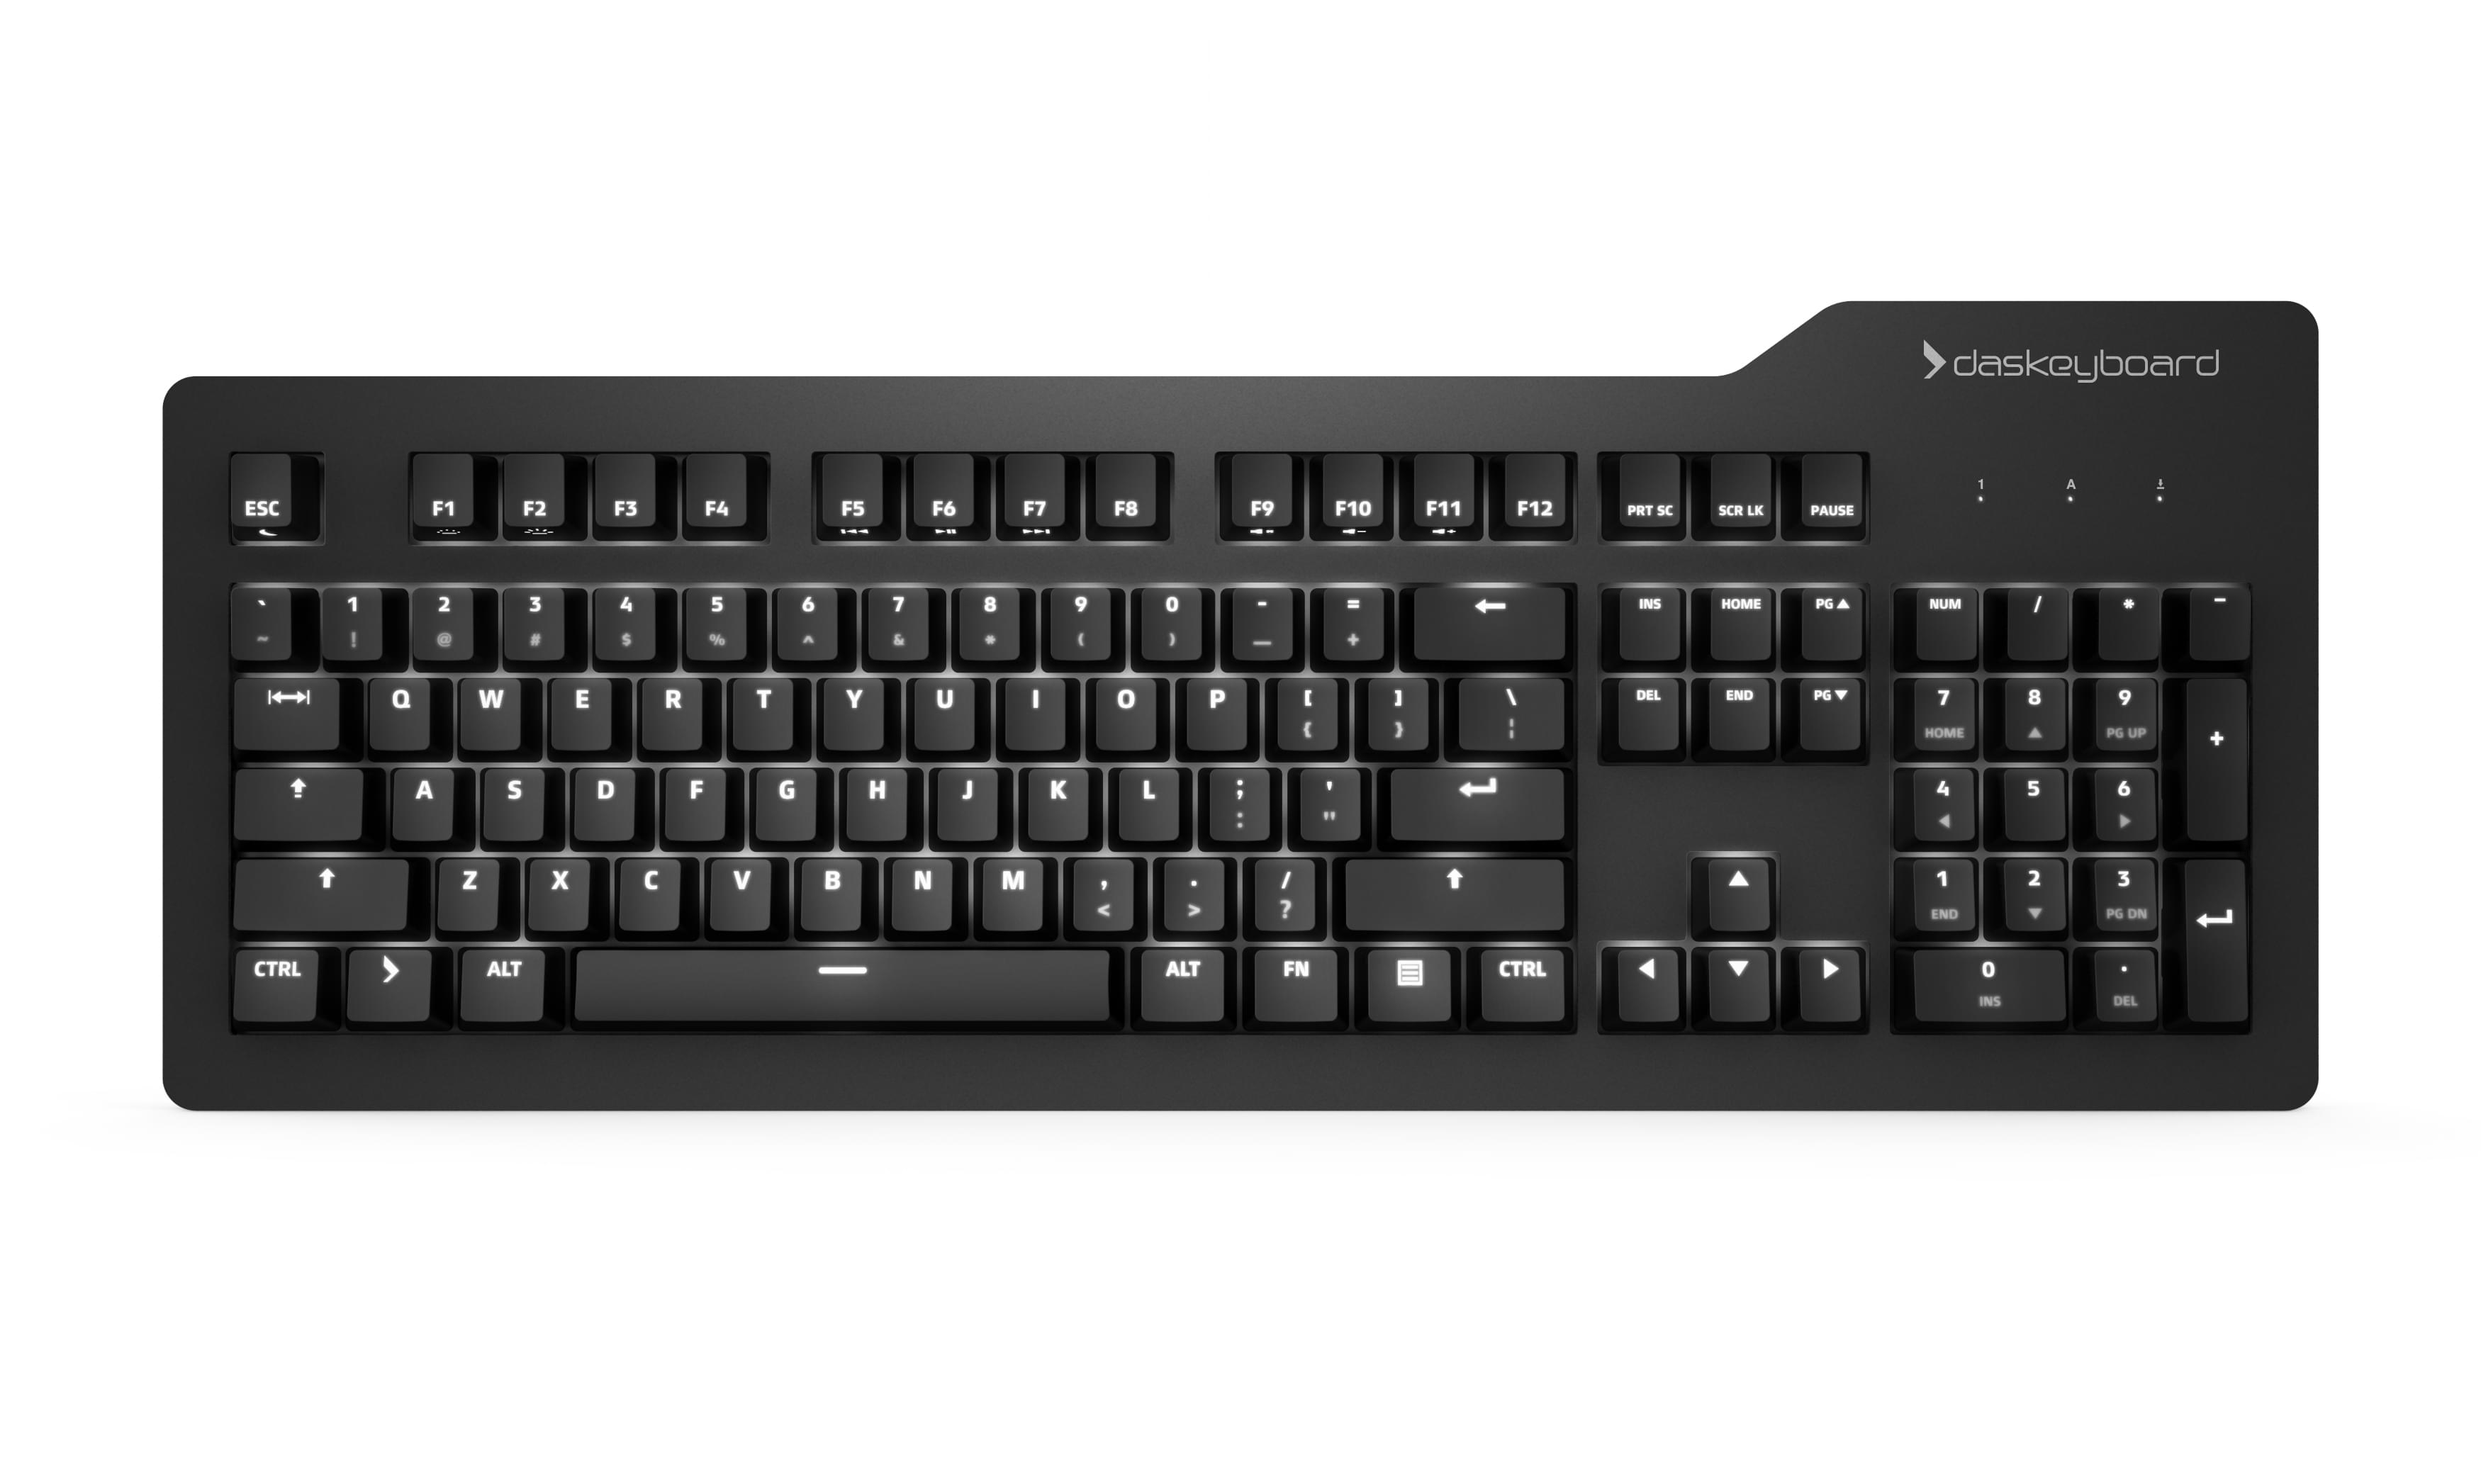 daskeyboard
ESC F1 F2 F3 F4 F5 F6 F7 F8 F9 F10 F11 F12 PRT SC SCR LK PAUSE 1 A
` 1 2 3 4 5 6 7 8 9 0 - = INS HOME PG NUM / * -
~ ! @ # $ % ^ & * ( ) _ +
Q W E R T Y U I O P [ ] \ DEL END PG 7 8 9 +
{ } ¦ HOME PG UP
A S D F G H J K L ; ' 4 5 6
: "
Z X C V B N M , . / 1 2 3
< > ? END PG DN
CTRL ALT ALT FN CTRL 0 .
INS DEL